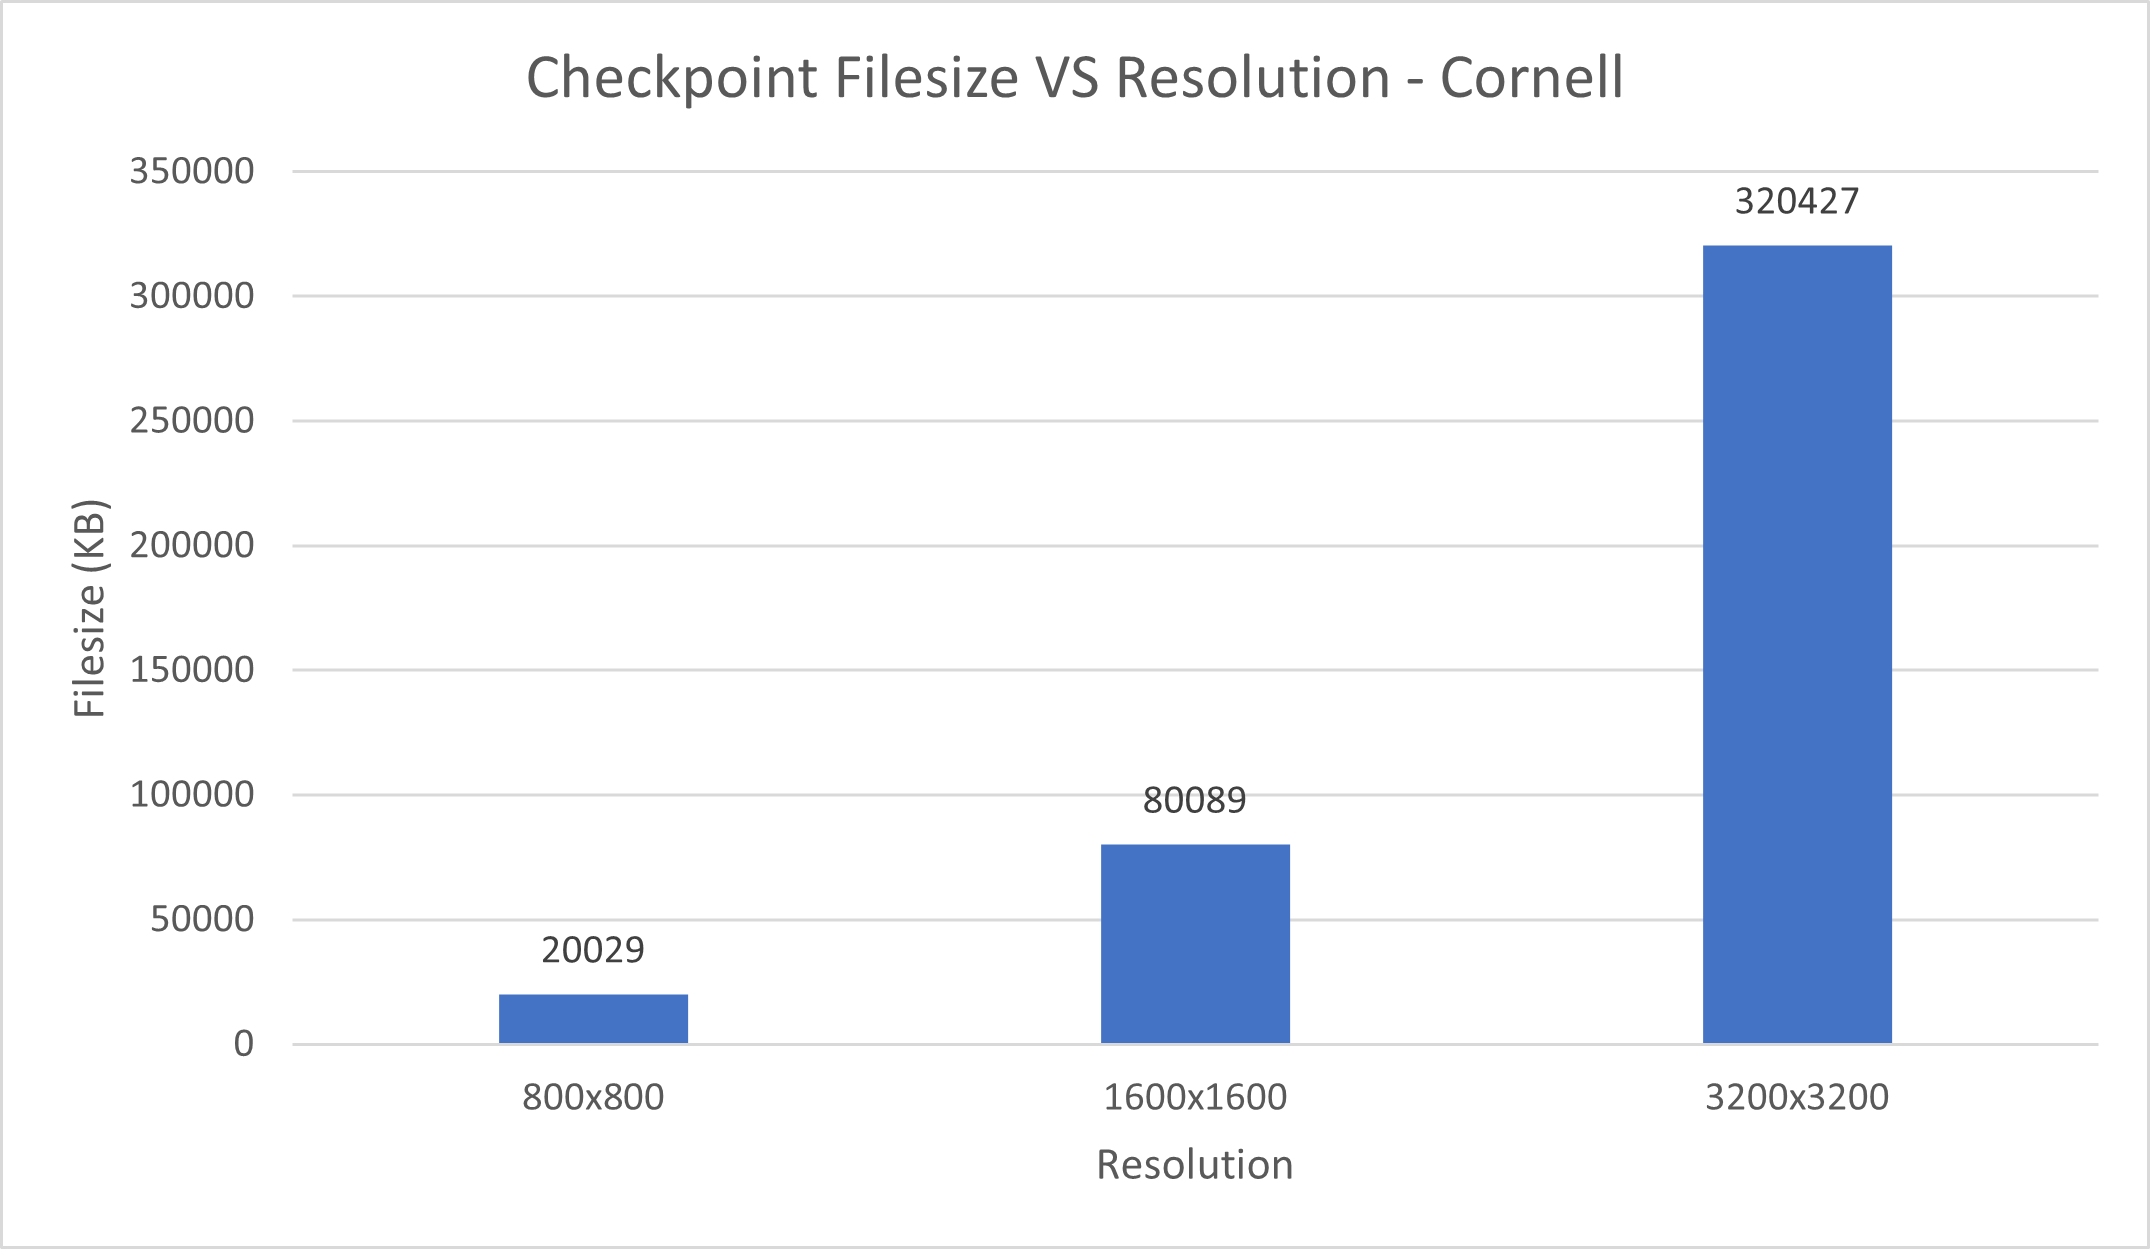 Checkpoint Filesize VS Resolution - Cornell
350000
300000
250000
200000
150000
100000
50000
0
Filesize (KB)
20029
80089
320427
800x800
1600x1600
3200x3200
Resolution